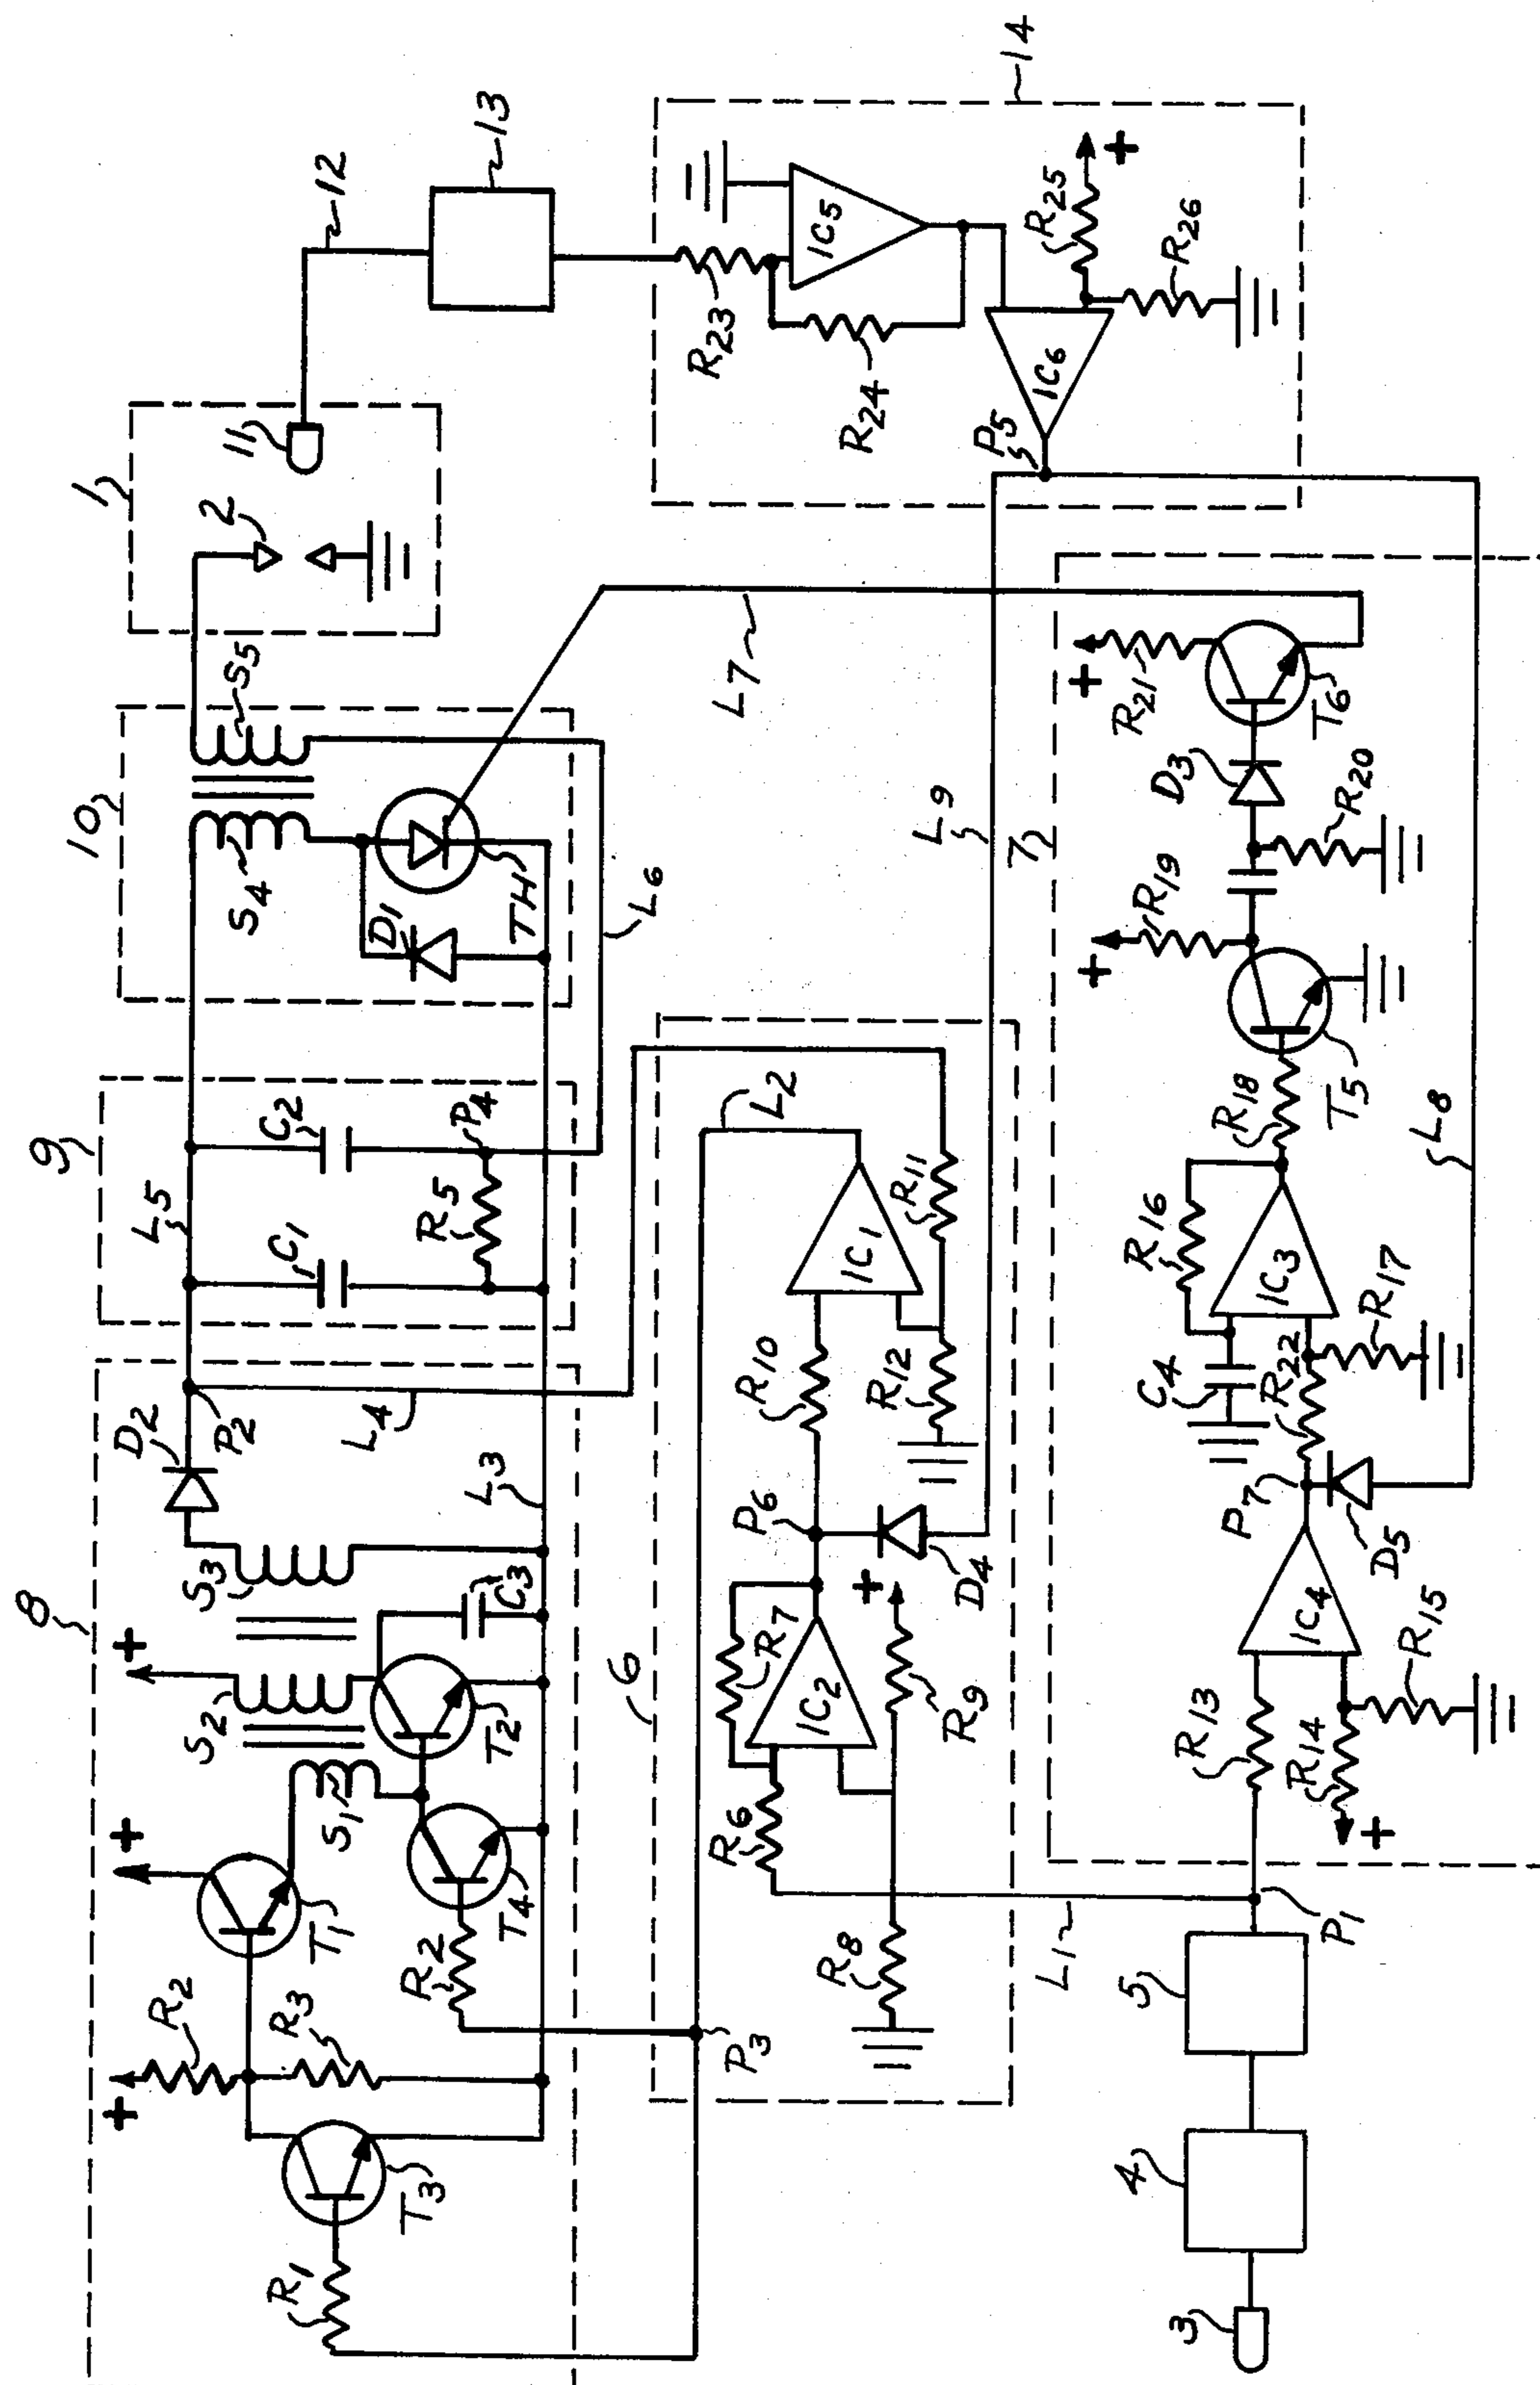 8
+
+
+
R2
T1
S1
S2
S3
D2
P2
R3
T3
R1
R2
T4
T2
C3
L3
L4
9
L5
C1
C2
R5
P4
10
S4
S5
D1
TH
L6
1
2
11
12
13
14
L7
6
P3
L2
R6
R7
IC2
R8
R9
+
P6
D4
R10
R12
IC1
R11
L9
R23
R24
IC5
IC6
P5
R25
+
R26
7
3
4
5
L1
P1
R13
R14
+
R15
IC4
P7
D5
C4
R22
R16
IC3
R17
R18
T5
+
R19
R20
D3
+
R21
T6
L8